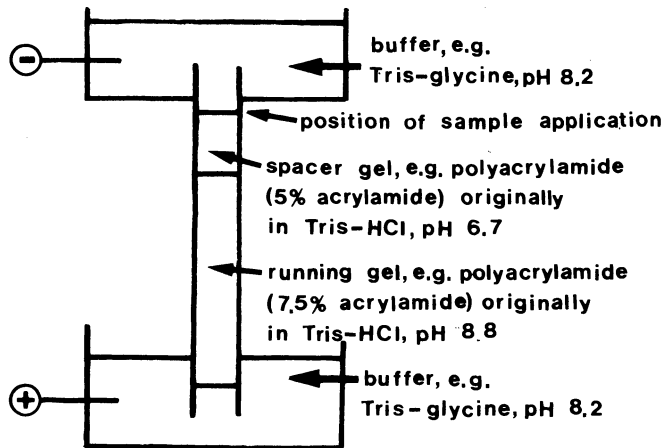 buffer, e.g.
Tris-glycine, pH 8.2
position of sample application
spacer gel, e.g. polyacrylamide
(5% acrylamide) originally
in Tris-HCl, pH 6.7
running gel, e.g. polyacrylamide
(7,5% acrylamide) originally
in Tris-HCl, pH 8.8
buffer, e.g.
Tris-glycine, pH 8.2
−
+